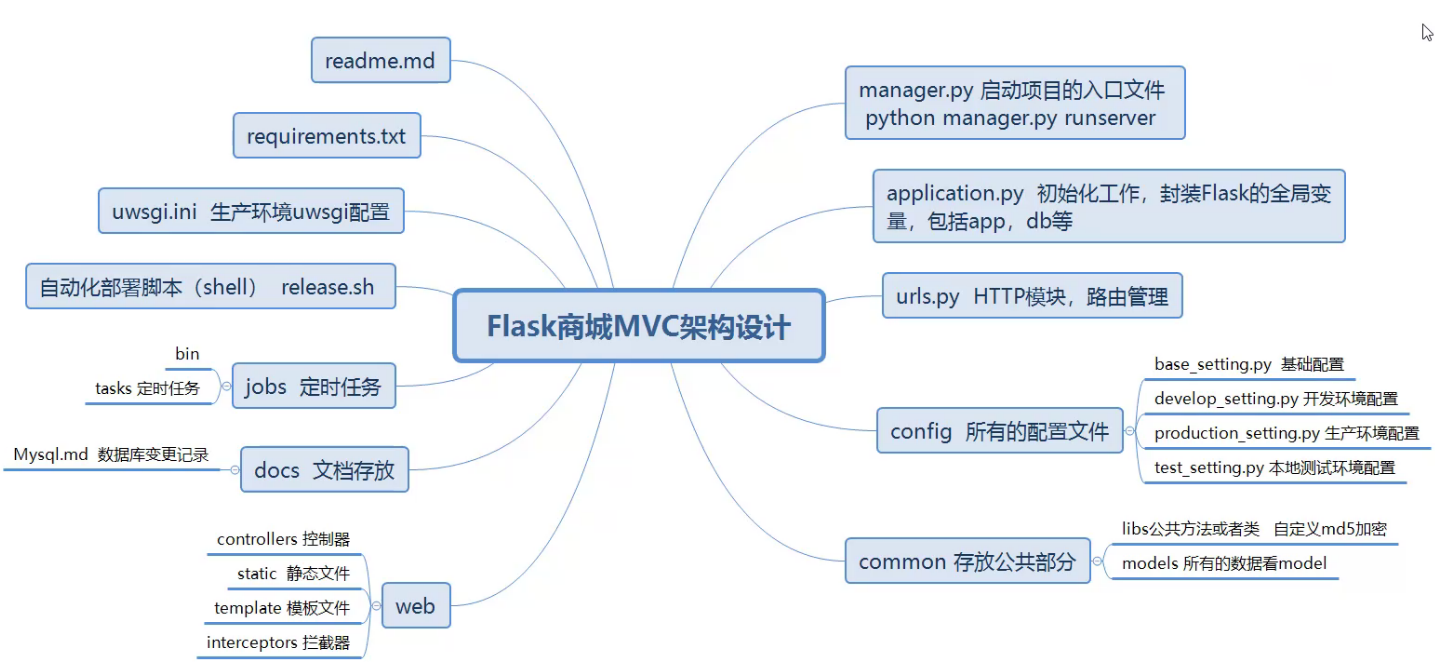 readme.md
requirements.txt
uwsgi.ini 生产环境uwsgi配置
自动化部署脚本（shell） release.sh
bin
tasks 定时任务
jobs 定时任务
Mysql.md 数据库变更记录
docs 文档存放
controllers 控制器
static 静态文件
template 模板文件
interceptors 拦截器
web
Flask商城MVC架构设计
manager.py 启动项目的入口文件
python manager.py runserver
application.py 初始化工作，封装Flask的全局变
量，包括app，db等
urls.py HTTP模块，路由管理
config 所有的配置文件
base_setting.py 基础配置
develop_setting.py 开发环境配置
production_setting.py 生产环境配置
test_setting.py 本地测试环境配置
common 存放公共部分
libs公共方法或者类 自定义md5加密
models 所有的数据看model